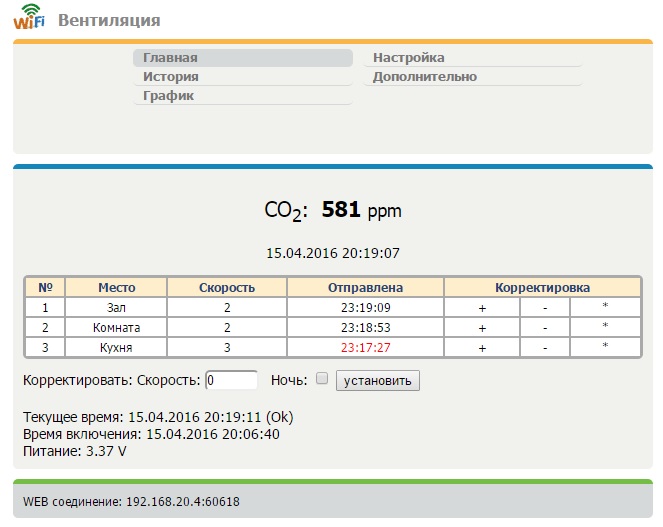 WiFi Вентиляция
Главная Настройка
История Дополнительно
График
CO2: 581 ppm
15.04.2016 20:19:07
№ Место Скорость Отправлена Корректировка
1 Зал 2 23:19:09 + - *
2 Комната 2 23:18:53 + - *
3 Кухня 3 23:17:27 + - *
Корректировать: Скорость: 0 Ночь: установить
Текущее время: 15.04.2016 20:19:11 (Ok)
Время включения: 15.04.2016 20:06:40
Питание: 3.37 V
WEB соединение: 192.168.20.4:60618